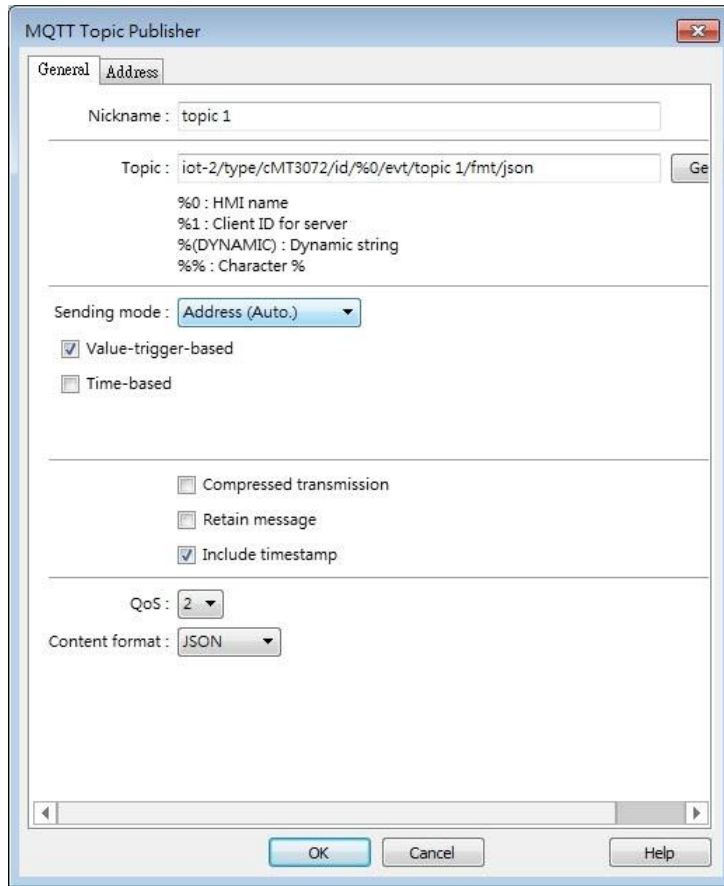 MQTT Topic Publisher
General Address
Nickname : topic 1
Topic : iot-2/type/cMT3072/id/%0/evt/topic 1/fmt/json Ge
%0 : HMI name
%1 : Client ID for server
%(DYNAMIC) : Dynamic string
%% : Character %
Sending mode : Address (Auto.)
Value-trigger-based
Time-based
Compressed transmission
Retain message
Include timestamp
QoS : 2
Content format : JSON
OK Cancel Help